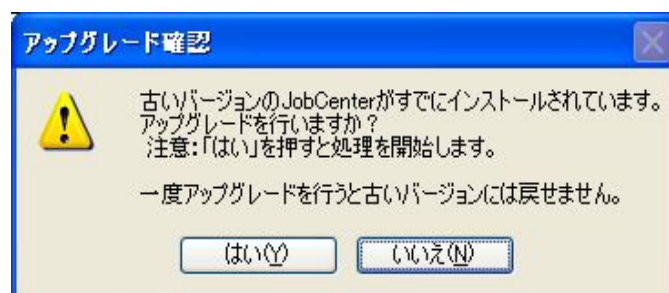 アップグレード確認
古いバージョンのJobCenterがすでにインストールされています。
アップグレードを行いますか？
注意：「はい」を押すと処理を開始します。
一度アップグレードを行うと古いバージョンには戻せません。
はい(Y)
いいえ(N)